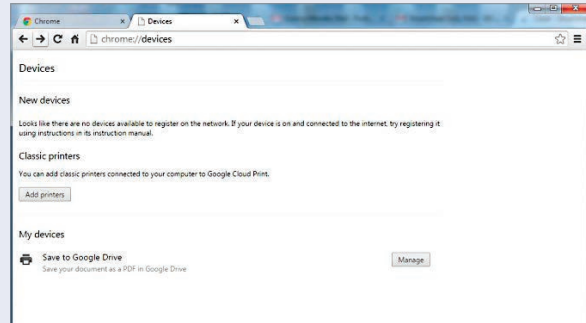 Chrome
Devices
chrome://devices
Devices
New devices
Looks like there are no devices available to register on the network. If your device is on and connected to the internet, try registering it
using instructions in its instruction manual.
Classic printers
You can add classic printers connected to your computer to Google Cloud Print.
Add printers
My devices
Save to Google Drive
Save your document as a PDF in Google Drive
Manage